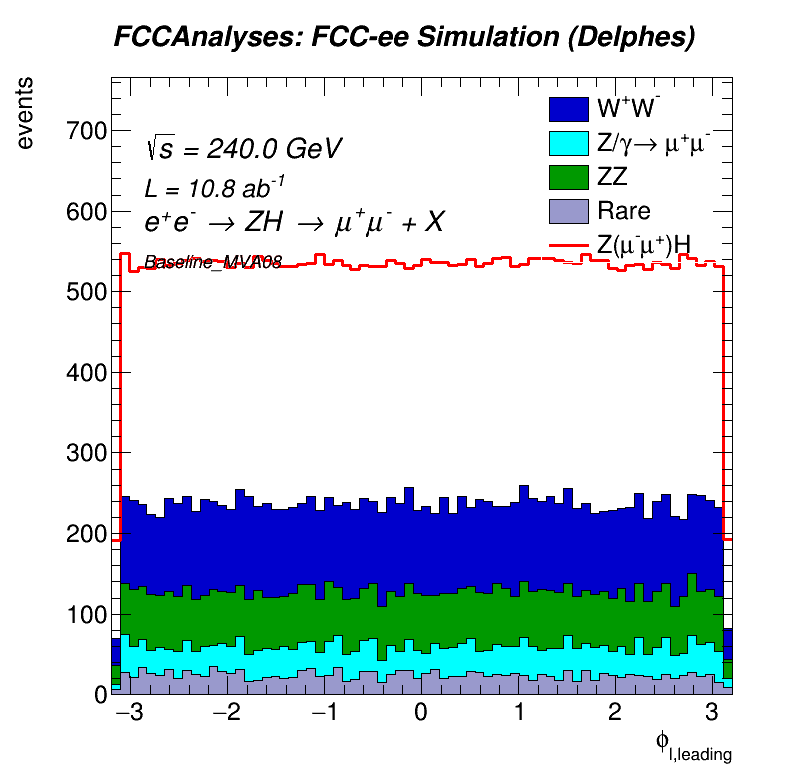 FCCAnalyses: FCC-ee Simulation (Delphes)
events
√s = 240.0 GeV
L = 10.8 ab⁻¹
e⁺e⁻ → ZH → μ⁺μ⁻ + X
Baseline_MVA08
W⁺W⁻
Z/γ→ μ⁺μ⁻
ZZ
Rare
Z(μ⁻μ⁺)H
700
600
500
400
300
200
100
0
−3 −2 −1 0 1 2 3
ϕ_l,leading